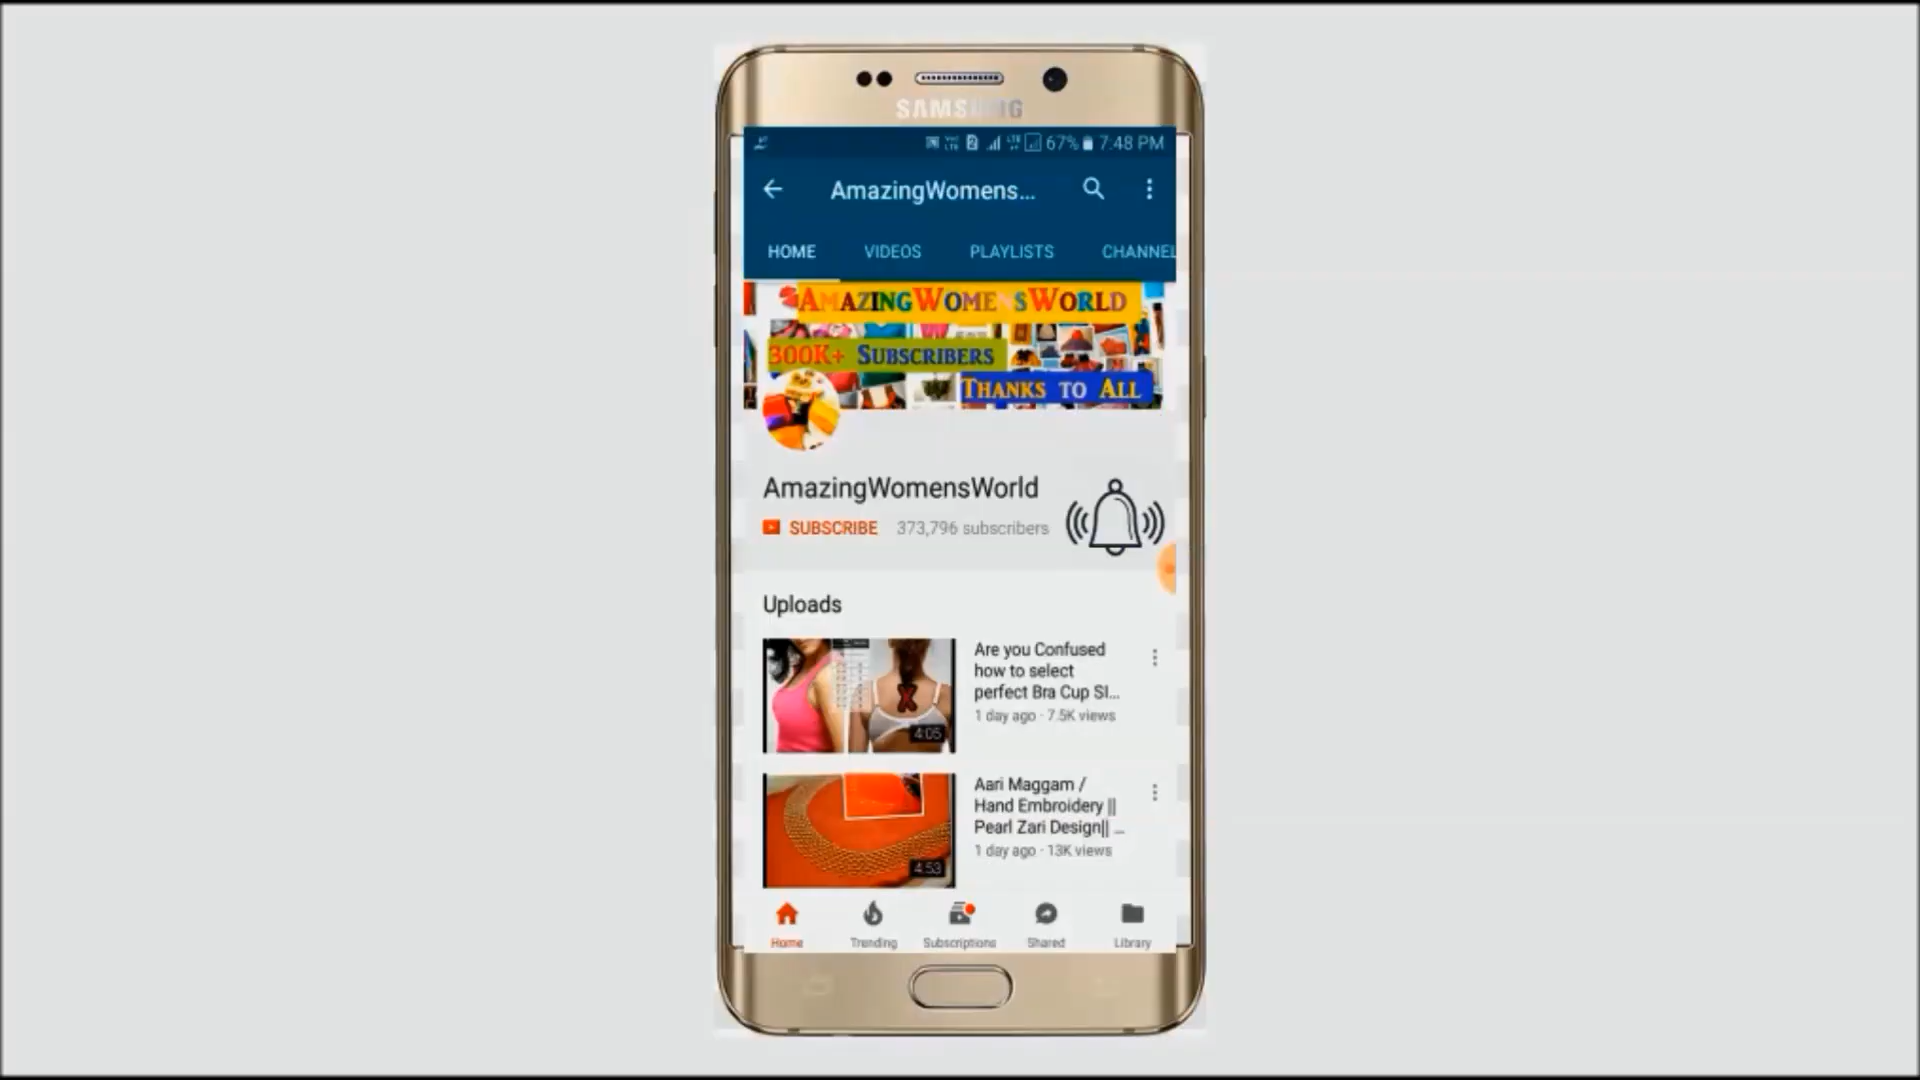 SAMSUNG
67% 7:48 PM
AmazingWomens...
HOME VIDEOS PLAYLISTS CHANNEL
AmazingWomensWorld
300K+ Subscribers
Thanks to All
AmazingWomensWorld
SUBSCRIBE 373,796 subscribers
Uploads
Are you Confused
how to select
perfect Bra Cup SI...
1 day ago · 7.5K views
4:05
Aari Maggam /
Hand Embroidery ||
Pearl Zari Design|| ...
1 day ago · 13K views
4:53
Home Trending Subscriptions Shared Library